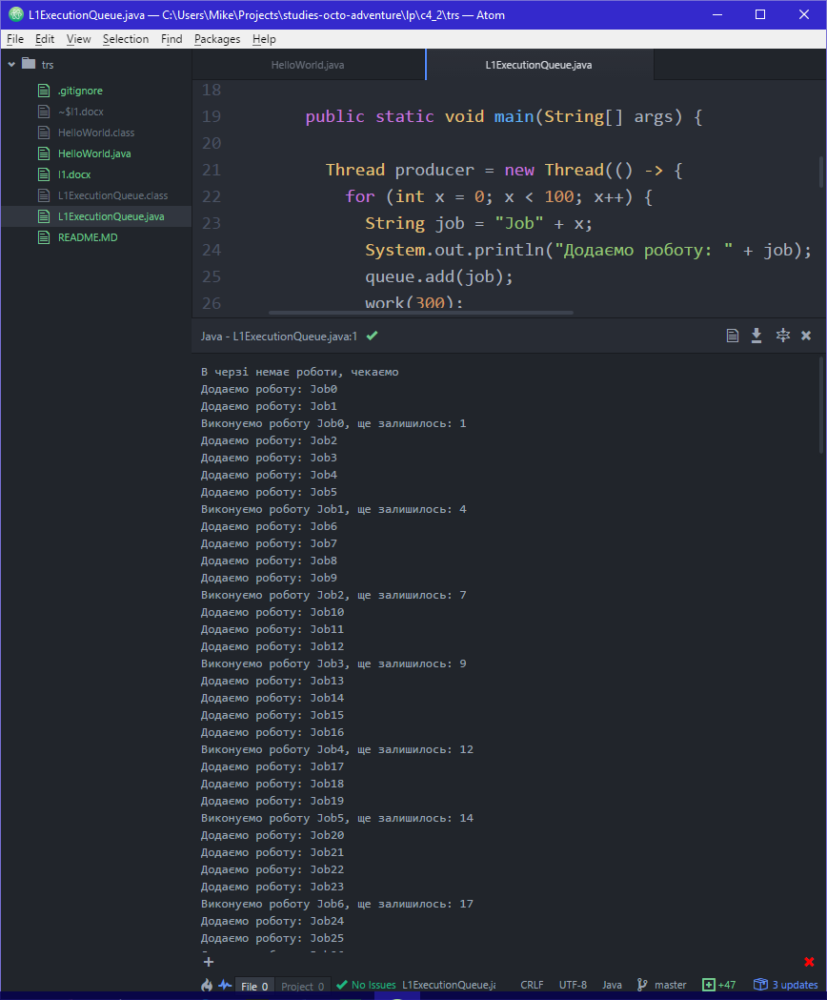 L1ExecutionQueue.java — C:\Users\Mike\Projects\studies-octo-adventure\lp\c4_2\trs — Atom
File Edit View Selection Find Packages Help
trs
.gitignore
~$l1.docx
HelloWorld.class
HelloWorld.java
l1.docx
L1ExecutionQueue.class
L1ExecutionQueue.java
README.MD
HelloWorld.java L1ExecutionQueue.java
18
19 public static void main(String[] args) {
20
21 Thread producer = new Thread(() -> {
22 for (int x = 0; x < 100; x++) {
23 String job = "Job" + x;
24 System.out.println("Додаємо роботу: " + job);
25 queue.add(job);
26 work(300);
Java - L1ExecutionQueue.java:1
В черзі немає роботи, чекаємо
Додаємо роботу: Job0
Додаємо роботу: Job1
Виконуємо роботу Job0, ще залишилось: 1
Додаємо роботу: Job2
Додаємо роботу: Job3
Додаємо роботу: Job4
Додаємо роботу: Job5
Виконуємо роботу Job1, ще залишилось: 4
Додаємо роботу: Job6
Додаємо роботу: Job7
Додаємо роботу: Job8
Додаємо роботу: Job9
Виконуємо роботу Job2, ще залишилось: 7
Додаємо роботу: Job10
Додаємо роботу: Job11
Додаємо роботу: Job12
Виконуємо роботу Job3, ще залишилось: 9
Додаємо роботу: Job13
Додаємо роботу: Job14
Додаємо роботу: Job15
Додаємо роботу: Job16
Виконуємо роботу Job4, ще залишилось: 12
Додаємо роботу: Job17
Додаємо роботу: Job18
Додаємо роботу: Job19
Виконуємо роботу Job5, ще залишилось: 14
Додаємо роботу: Job20
Додаємо роботу: Job21
Додаємо роботу: Job22
Додаємо роботу: Job23
Виконуємо роботу Job6, ще залишилось: 17
Додаємо роботу: Job24
Додаємо роботу: Job25
+
File 0 Project 0 No Issues L1ExecutionQueue.ja CRLF UTF-8 Java master +47 3 updates